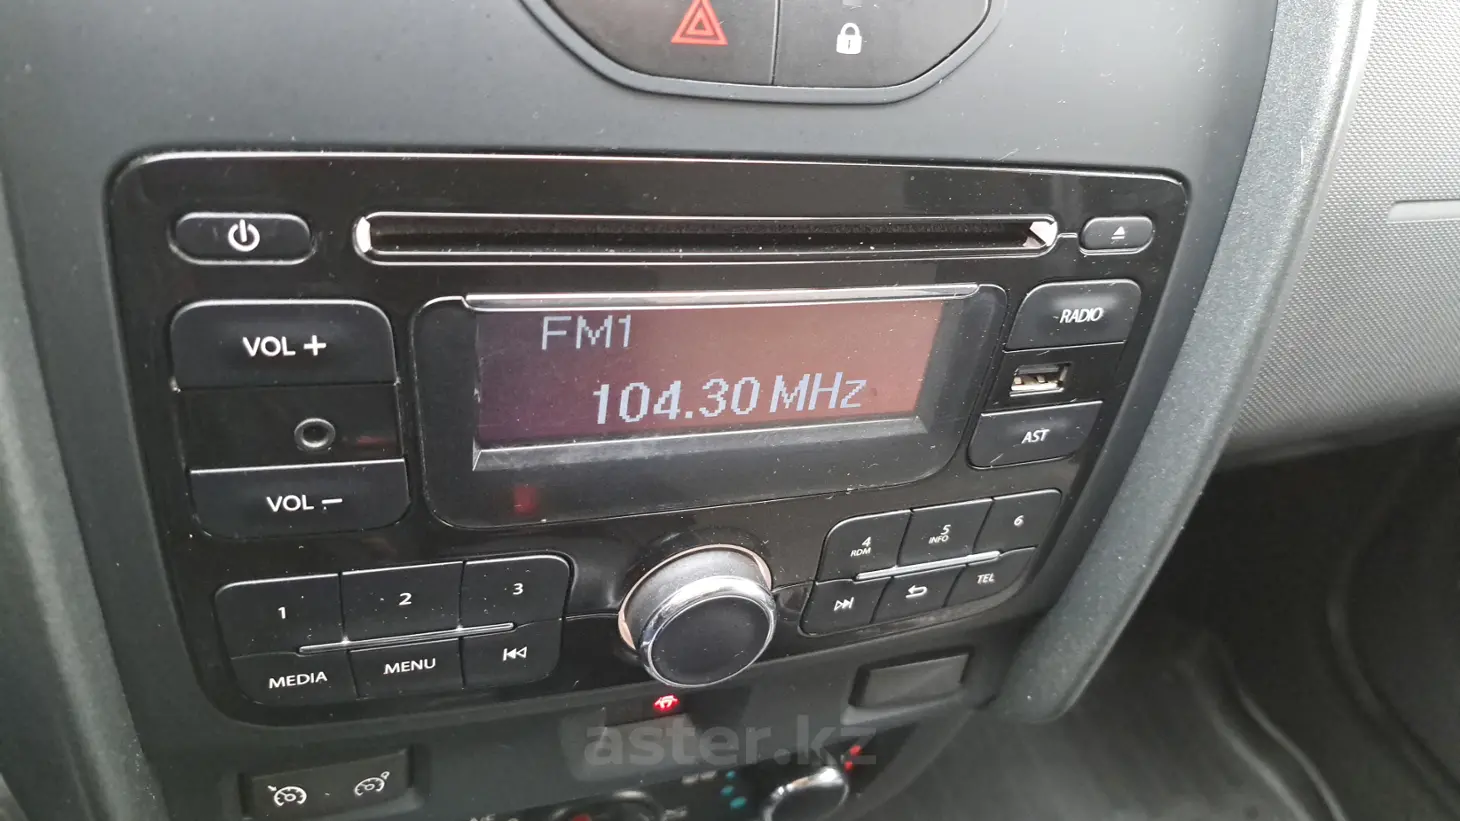 FM1
104.30 MHz
VOL +
VOL -
RADIO
AST
1
2
3
MEDIA
MENU
4
RDM
5
INFO
6
TEL
aster.kz